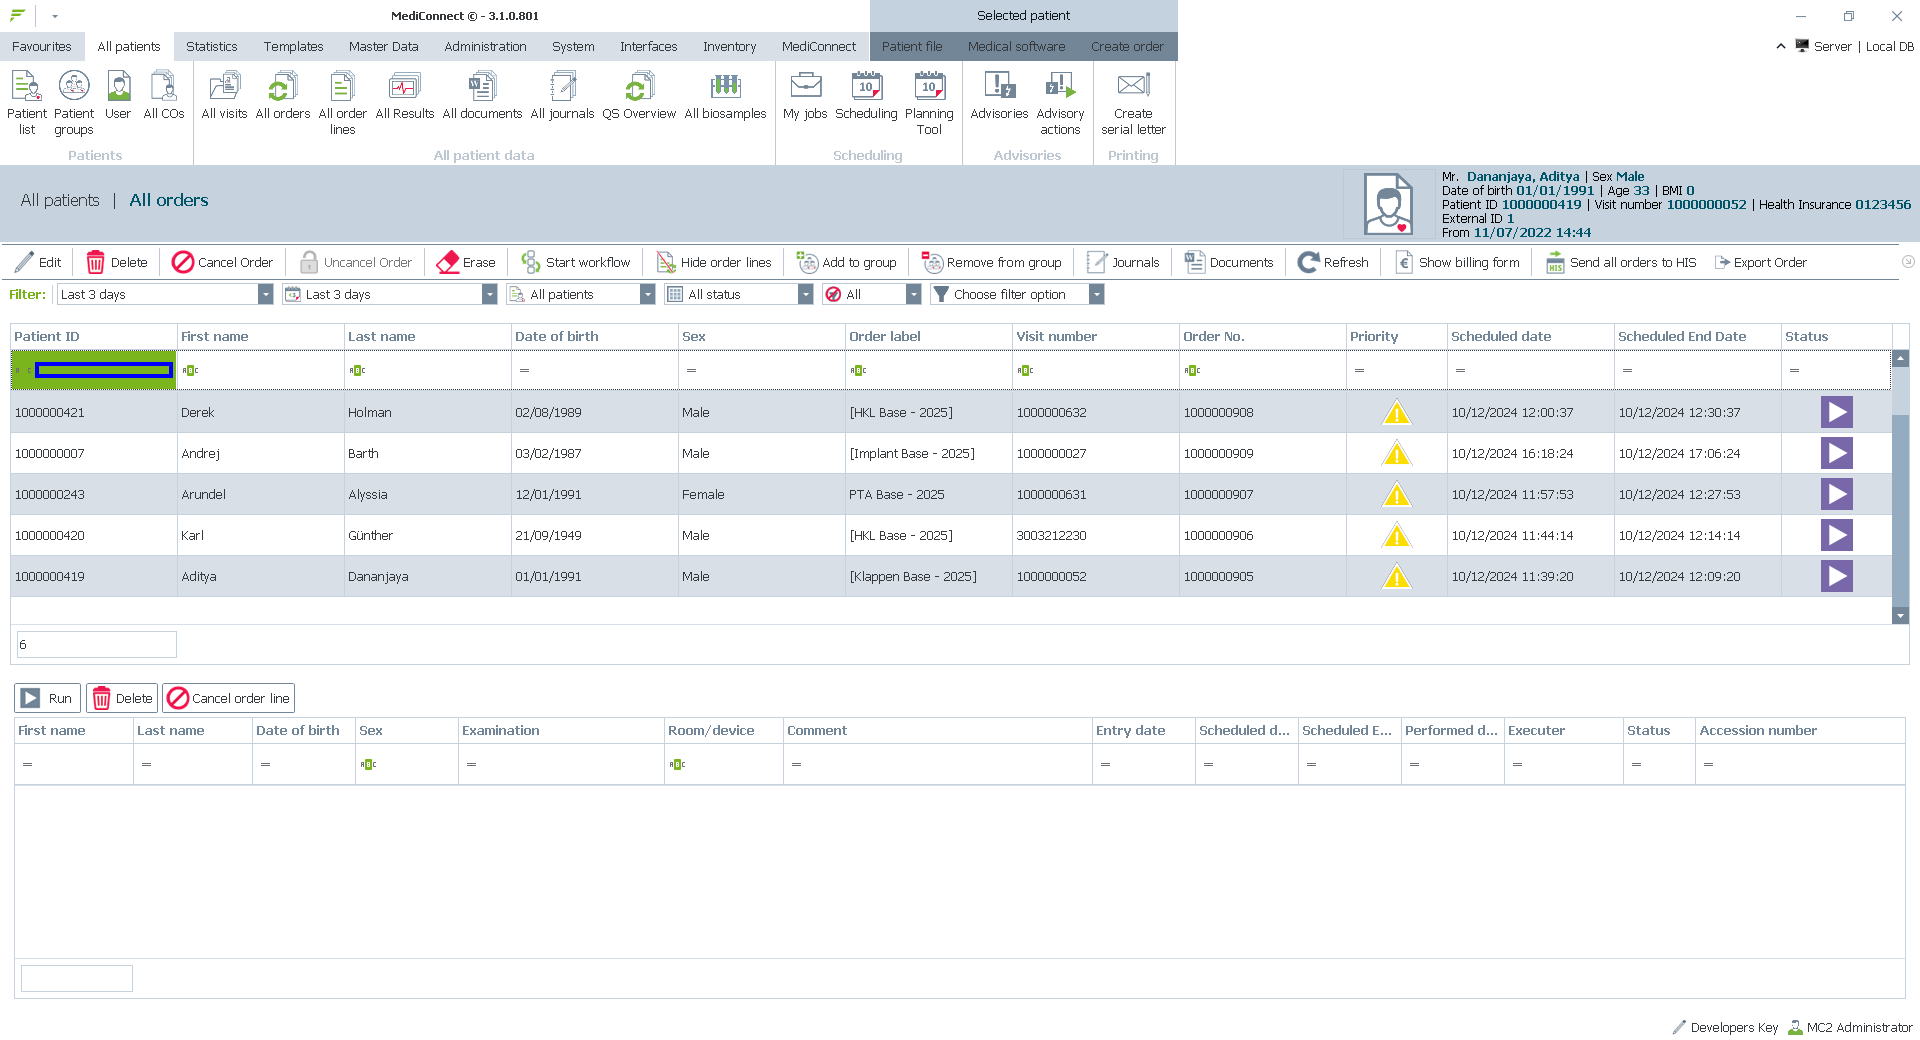 MediConnect © - 3.1.0.801
Selected patient
Favourites All patients Statistics Templates Master Data Administration System Interfaces Inventory MediConnect Patient file Medical software Create order
Server | Local DB
Patient list Patient groups User All COs
Patients
All visits All orders All order lines All Results All documents All journals QS Overview All biosamples
All patient data
My jobs Scheduling Planning Tool
Scheduling
Advisories Advisory actions
Advisories
Create serial letter
Printing
All patients | All orders
Mr. Dananjaya, Aditya | Sex Male
Date of birth 01/01/1991 | Age 33 | BMI 0
Patient ID 1000000419 | Visit number 1000000052 | Health Insurance 0123456
External ID 1
From 11/07/2022 14:44
Edit Delete Cancel Order Uncancel Order Erase Start workflow Hide order lines Add to group Remove from group Journals Documents Refresh Show billing form Send all orders to HIS Export Order
Filter: Last 3 days Last 3 days All patients All status All Choose filter option
Patient ID First name Last name Date of birth Sex Order label Visit number Order No. Priority Scheduled date Scheduled End Date Status
1000000421 Derek Holman 02/08/1989 Male [HKL Base - 2025] 1000000632 1000000908 10/12/2024 12:00:37 10/12/2024 12:30:37
1000000007 Andrej Barth 03/02/1987 Male [Implant Base - 2025] 1000000027 1000000909 10/12/2024 16:18:24 10/12/2024 17:06:24
1000000243 Arundel Alyssia 12/01/1991 Female PTA Base - 2025 1000000631 1000000907 10/12/2024 11:57:53 10/12/2024 12:27:53
1000000420 Karl Günther 21/09/1949 Male [HKL Base - 2025] 3003212230 1000000906 10/12/2024 11:44:14 10/12/2024 12:14:14
1000000419 Aditya Dananjaya 01/01/1991 Male [Klappen Base - 2025] 1000000052 1000000905 10/12/2024 11:39:20 10/12/2024 12:09:20
6
Run Delete Cancel order line
First name Last name Date of birth Sex Examination Room/device Comment Entry date Scheduled d... Scheduled E... Performed d... Executer Status Accession number
Developers Key MC2 Administrator